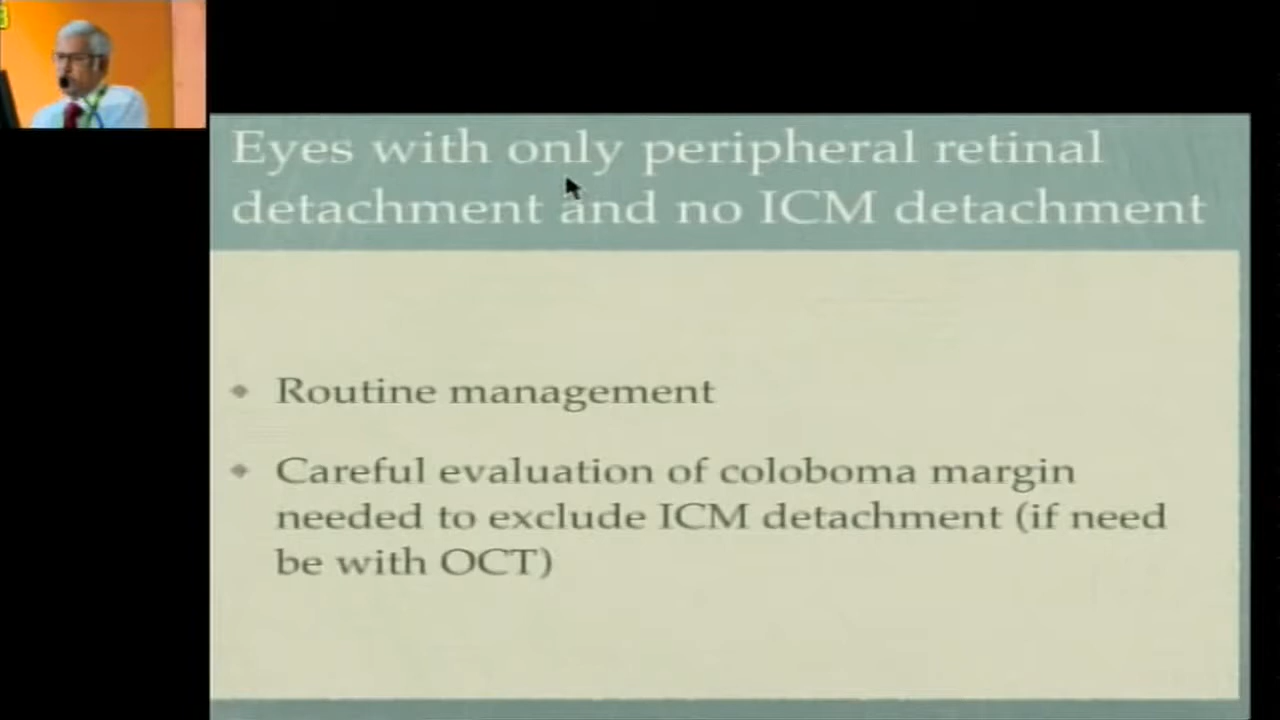 Eyes with only peripheral retinal
detachment and no ICM detachment
Routine management
Careful evaluation of coloboma margin
needed to exclude ICM detachment (if need
be with OCT)